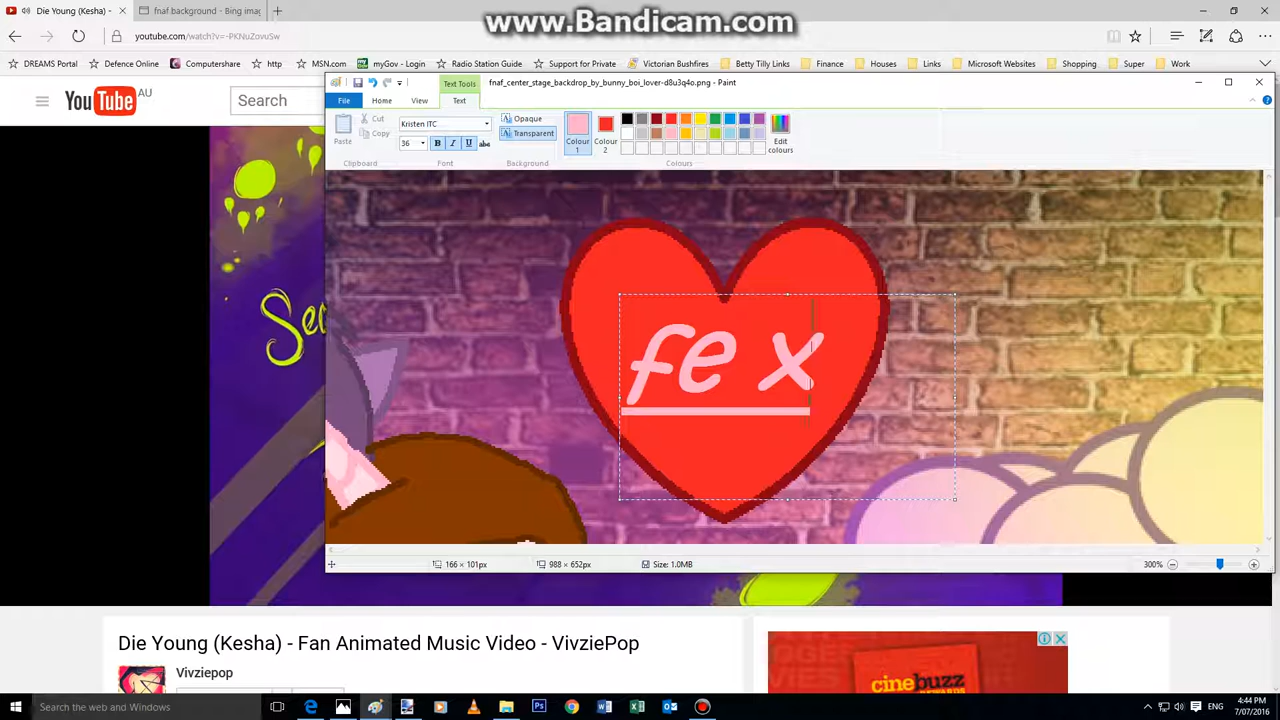 www.Bandicam.com
Die Young (Kesha)
fnaf background - Bing imag
youtube.com/watch?v=-PKNuZovuSw
DREAMS Portal
Defence Online
Computershare
http
MSN.com
myGov - Login
Radio Station Guide
Support for Private
Victorian Bushfires
Betty Tilly Links
Finance
Houses
Links
Microsoft Websites
Shopping
Super
Work
YouTube AU
Search
Text Tools
fnaf_center_stage_backdrop_by_bunny_boi_lover-d8u3q4o.png - Paint
File
Home
View
Text
Paste
Cut
Copy
Clipboard
Kristen ITC
36
B I U abc
Font
Opaque
Transparent
Background
Colour 1
Colour 2
Edit colours
Colours
fe x
166 × 101px
988 × 652px
Size: 1.0MB
300%
Die Young (Kesha) - Fan Animated Music Video - VivziePop
Vivziepop
cinebuzz
Search the web and Windows
ENG
4:44 PM
7/07/2016